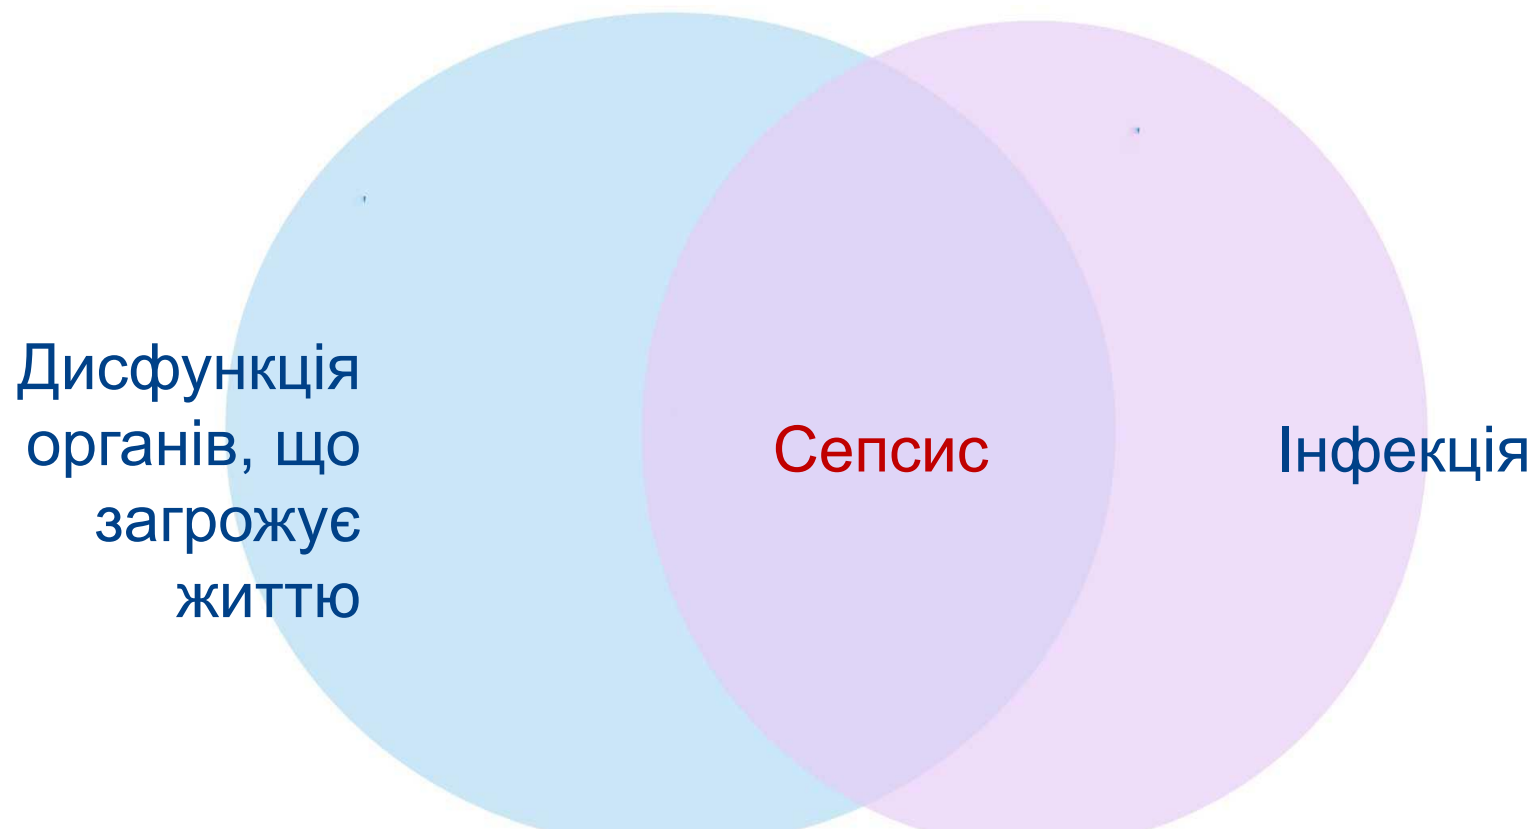 Дисфункція
органів, що
загрожує
життю
Сепсис
Інфекція